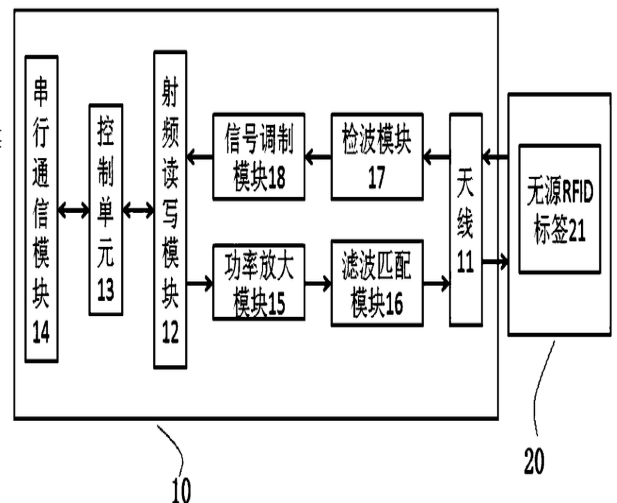 串行通信模块14
控制单元13
射频读写模块12
信号调制
模块18
检波模块
17
功率放大
模块15
滤波匹配
模块16
天线11
无源RFID
标签21
10
20